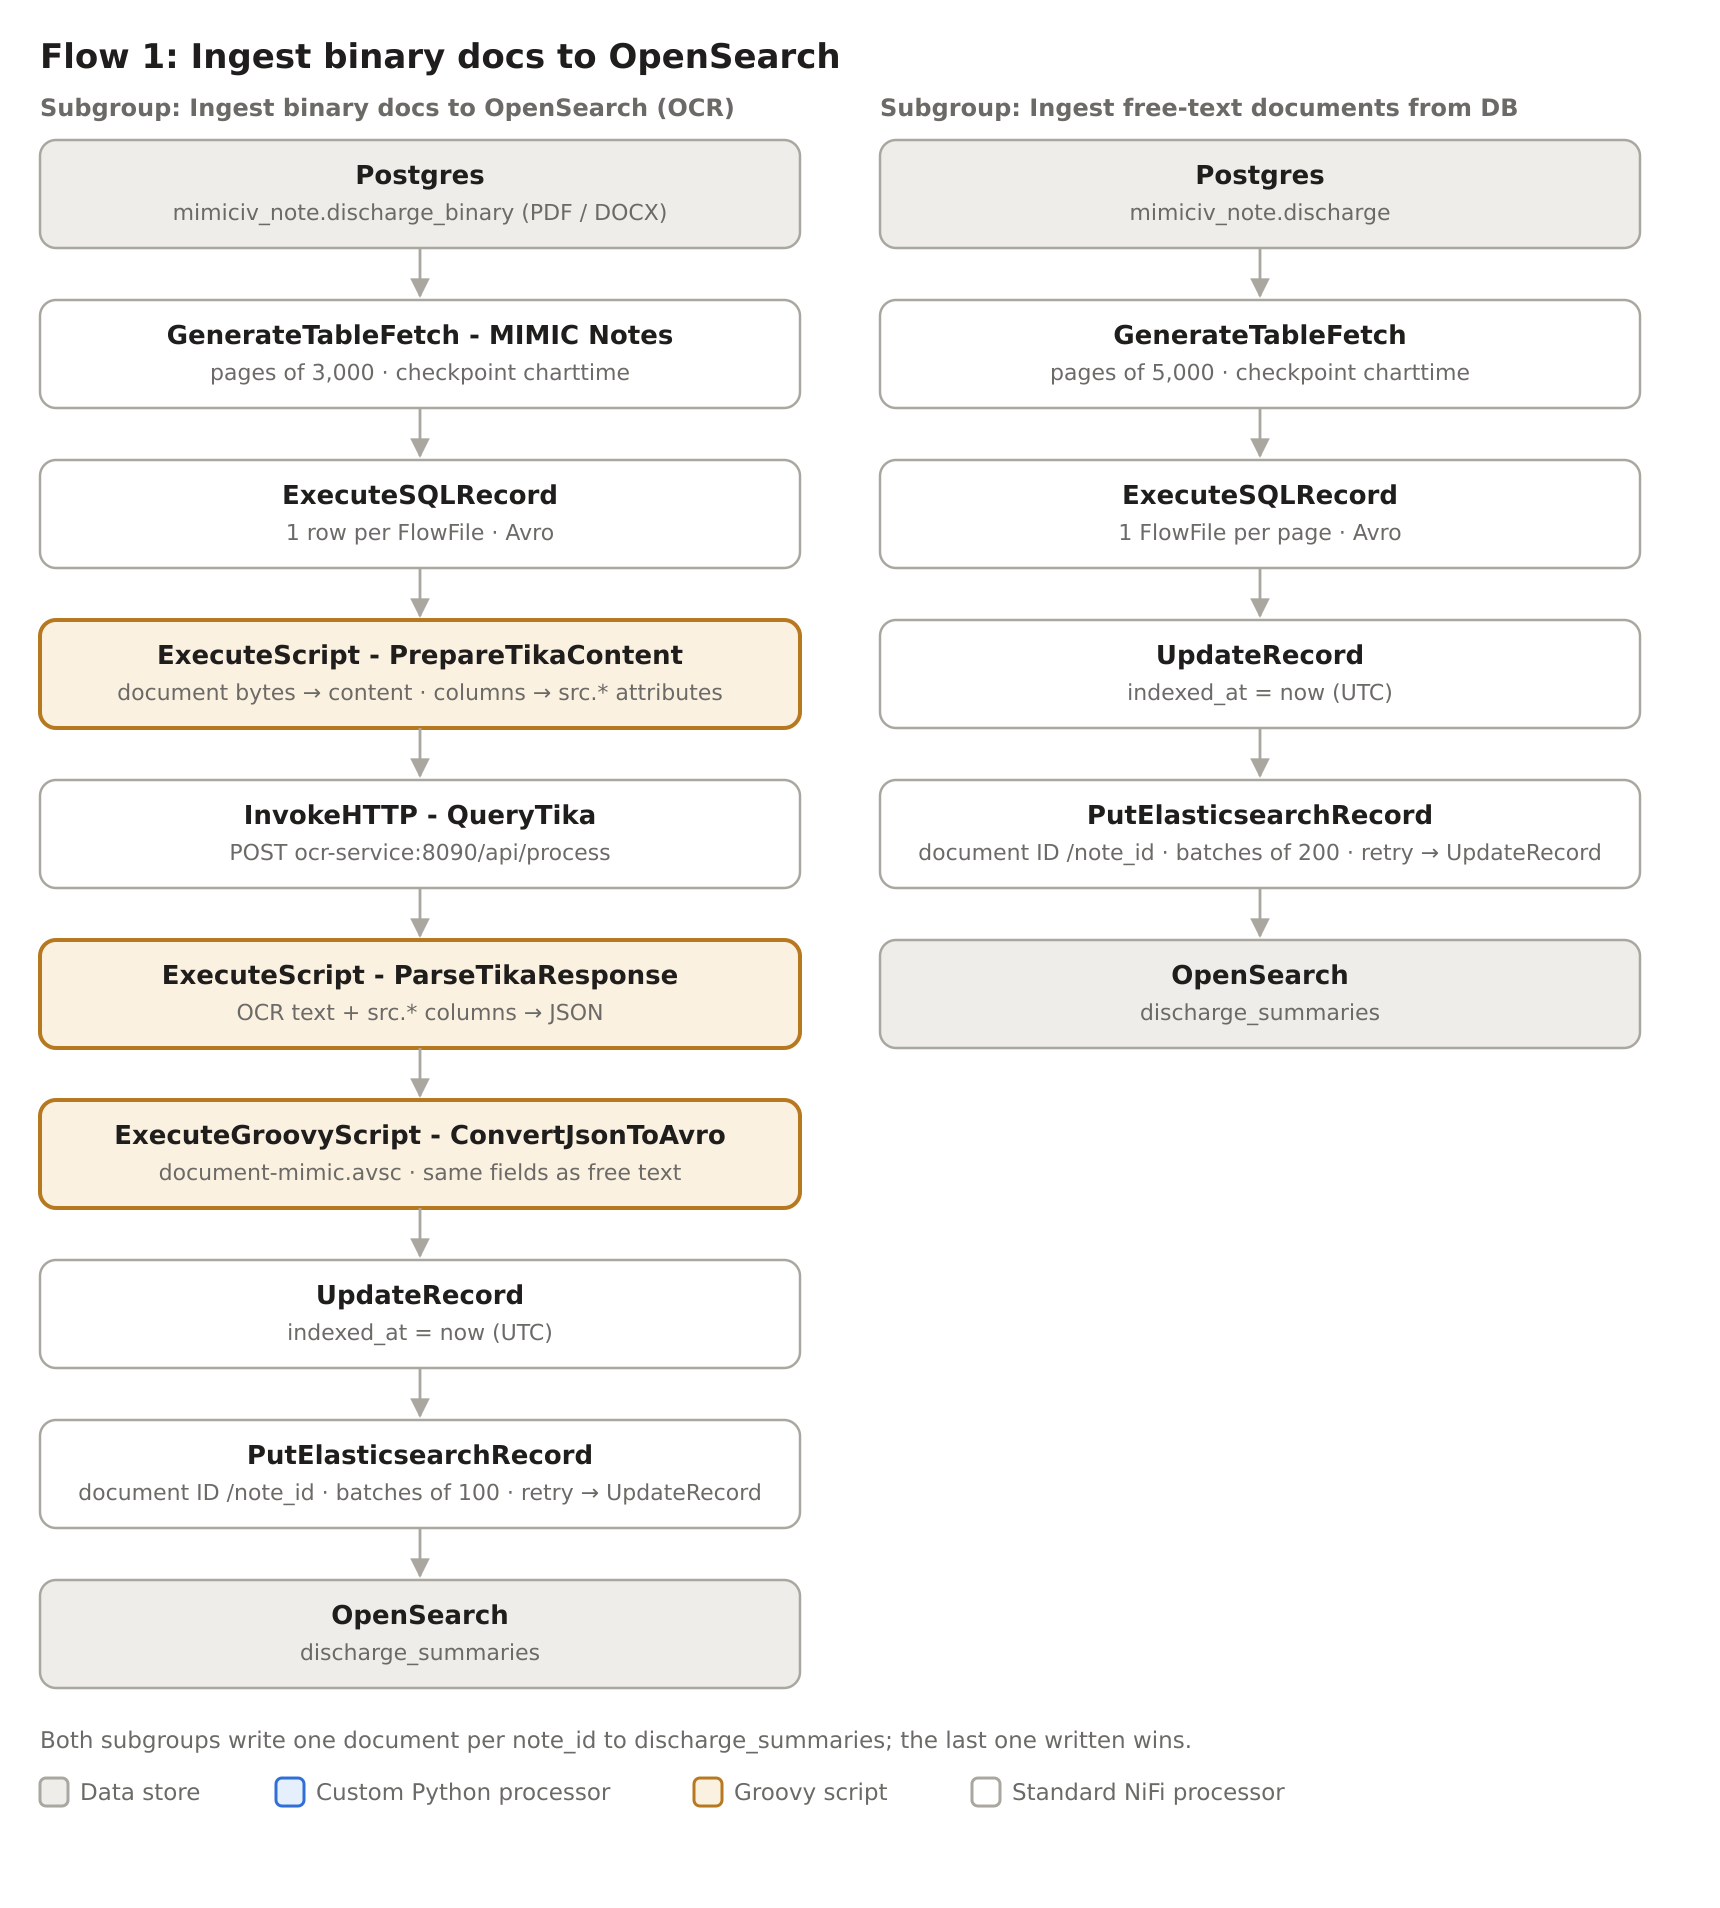 Flow 1: Ingest binary docs to OpenSearch
Subgroup: Ingest binary docs to OpenSearch (OCR)
Postgres
mimiciv_note.discharge_binary (PDF / DOCX)
GenerateTableFetch - MIMIC Notes
pages of 3,000 · checkpoint charttime
ExecuteSQLRecord
1 row per FlowFile · Avro
ExecuteScript - PrepareTikaContent
document bytes → content · columns → src.* attributes
InvokeHTTP - QueryTika
POST ocr-service:8090/api/process
ExecuteScript - ParseTikaResponse
OCR text + src.* columns → JSON
ExecuteGroovyScript - ConvertJsonToAvro
document-mimic.avsc · same fields as free text
UpdateRecord
indexed_at = now (UTC)
PutElasticsearchRecord
document ID /note_id · batches of 100 · retry → UpdateRecord
OpenSearch
discharge_summaries
Subgroup: Ingest free-text documents from DB
Postgres
mimiciv_note.discharge
GenerateTableFetch
pages of 5,000 · checkpoint charttime
ExecuteSQLRecord
1 FlowFile per page · Avro
UpdateRecord
indexed_at = now (UTC)
PutElasticsearchRecord
document ID /note_id · batches of 200 · retry → UpdateRecord
OpenSearch
discharge_summaries
Both subgroups write one document per note_id to discharge_summaries; the last one written wins.
Data store
Custom Python processor
Groovy script
Standard NiFi processor